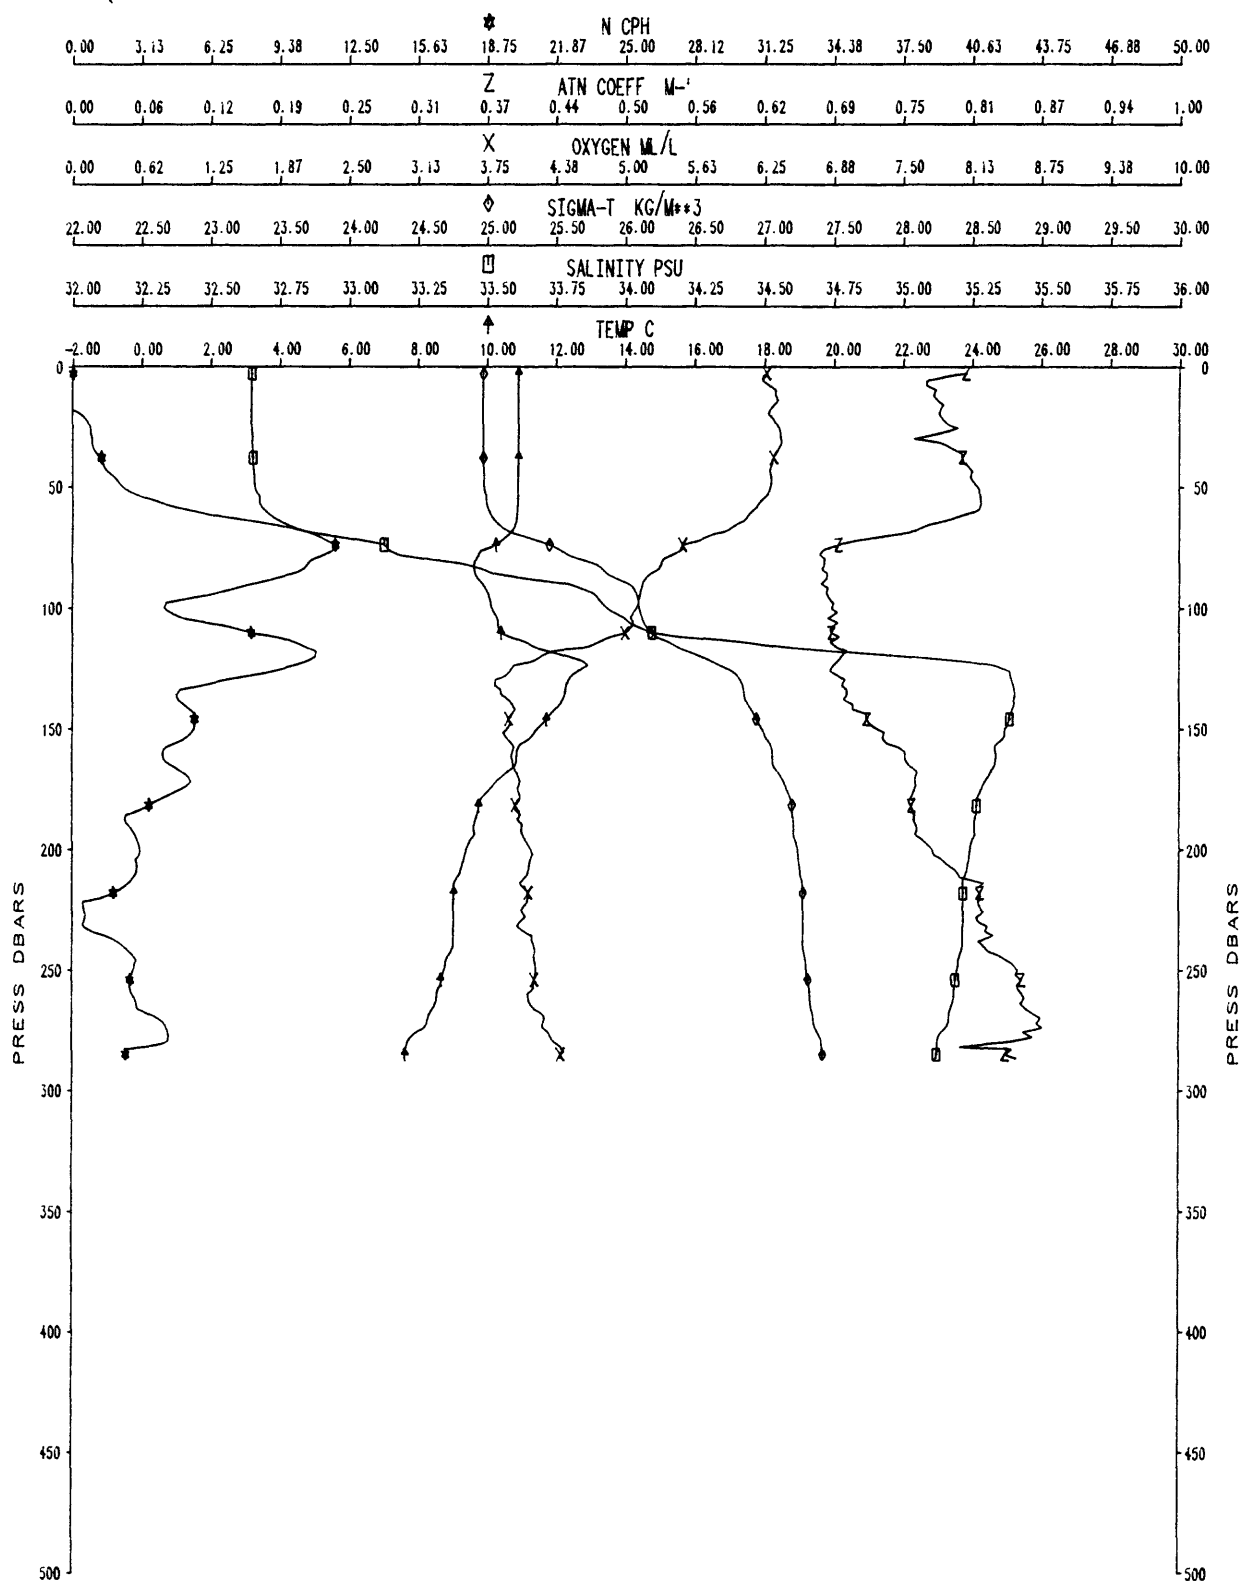 N CPH
0.00 3.13 6.25 9.38 12.50 15.63 18.75 21.87 25.00 28.12 31.25 34.38 37.50 40.63 43.75 46.88 50.00
Z ATN COEFF M-'
0.00 0.06 0.12 0.19 0.25 0.31 0.37 0.44 0.50 0.56 0.62 0.69 0.75 0.81 0.87 0.94 1.00
X OXYGEN ML/L
0.00 0.62 1.25 1.87 2.50 3.13 3.75 4.38 5.00 5.63 6.25 6.88 7.50 8.13 8.75 9.38 10.00
SIGMA-T KG/M**3
22.00 22.50 23.00 23.50 24.00 24.50 25.00 25.50 26.00 26.50 27.00 27.50 28.00 28.50 29.00 29.50 30.00
SALINITY PSU
32.00 32.25 32.50 32.75 33.00 33.25 33.50 33.75 34.00 34.25 34.50 34.75 35.00 35.25 35.50 35.75 36.00
TEMP C
-2.00 0.00 2.00 4.00 6.00 8.00 10.00 12.00 14.00 16.00 18.00 20.00 22.00 24.00 26.00 28.00 30.00
0 0
50 50
100 100
150 150
200 200
PRESS DBARS PRESS DBARS
250 250
300 300
350 350
400 400
450 450
500 500